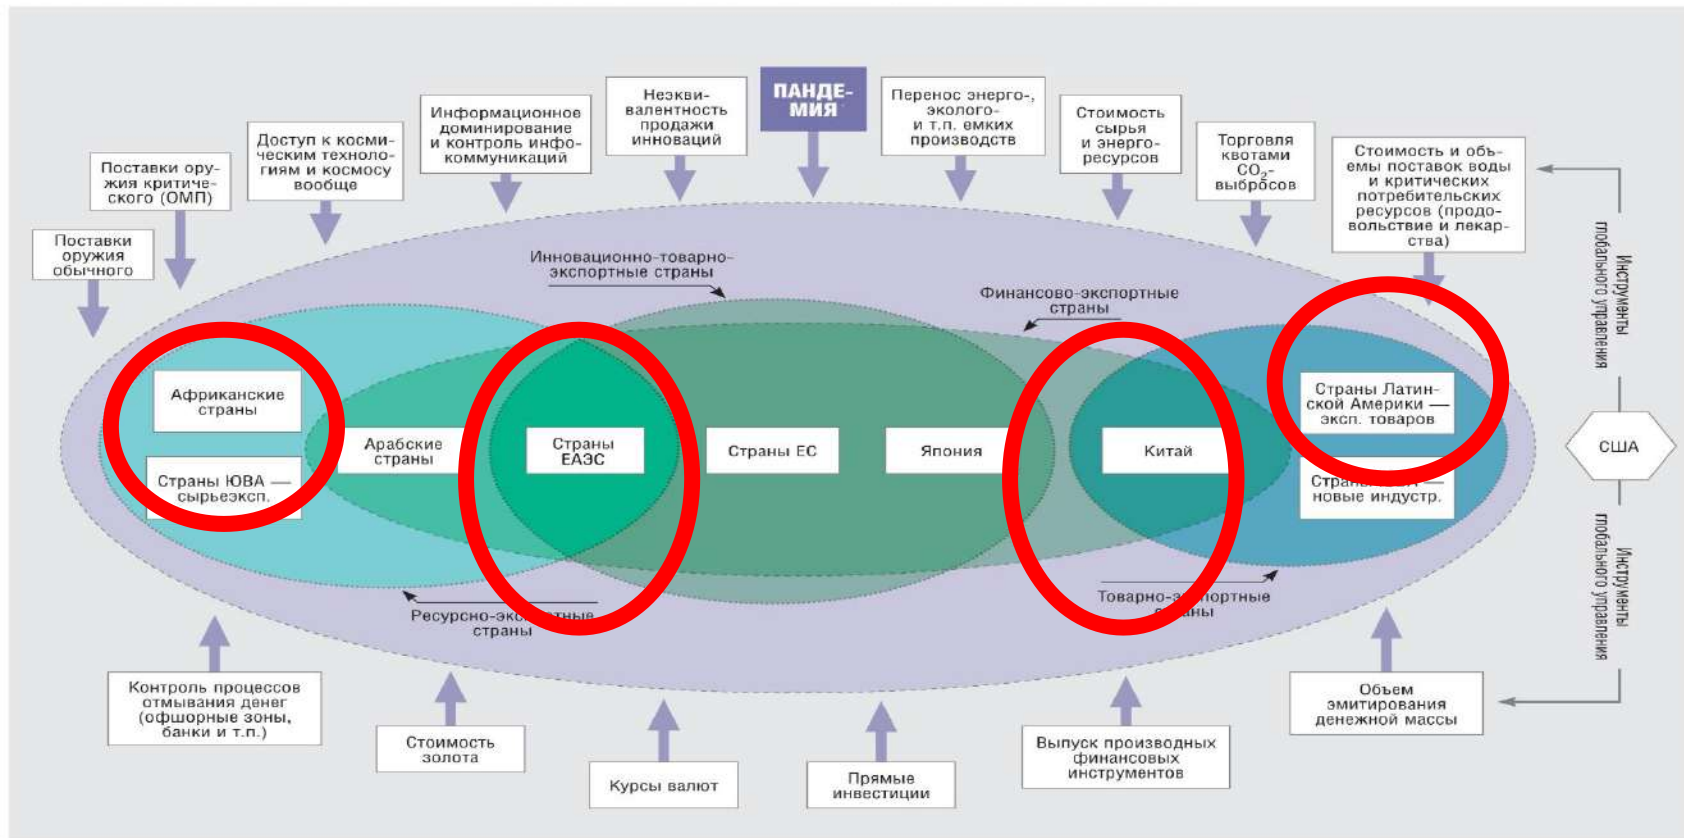 ПАНДЕ-
МИЯ
Неэкви-
валентность
продажи
инноваций
Перенос энерго-,
эколого-
и т.п. емких
производств
Информационное
доминирование
и контроль инфо-
коммуникаций
Стоимость
сырья
и энерго-
ресурсов
Доступ к косми-
ческим техноло-
гиям и космосу
вообще
Торговля
квотами
CO₂-
выбросов
Стоимость и объ-
емы поставок воды
и критических
потребительских
ресурсов (продо-
вольствие и лекар-
ства)
Поставки ору-
жия критиче-
ского (ОМП)
Поставки
оружия
обычного
Инструменты
глобального управления
Инновационно-товарно-
экспортные страны
Финансово-экспортные
страны
Африканские
страны
Страны ЮВА —
сырьеэксп.
Арабские
страны
Страны
ЕАЭС
Страны ЕС
Япония
Китай
Страны Латин-
ской Америки —
эксп. товаров
Страны
новые индустр.
США
Ресурсно-экспортные
страны
Товарно-экспортные
страны
Инструменты
глобального управления
Контроль процессов
отмывания денег
(офшорные зоны,
банки и т.п.)
Стоимость
золота
Курсы валют
Прямые
инвестиции
Выпуск производных
финансовых
инструментов
Объем
эмитирования
денежной массы